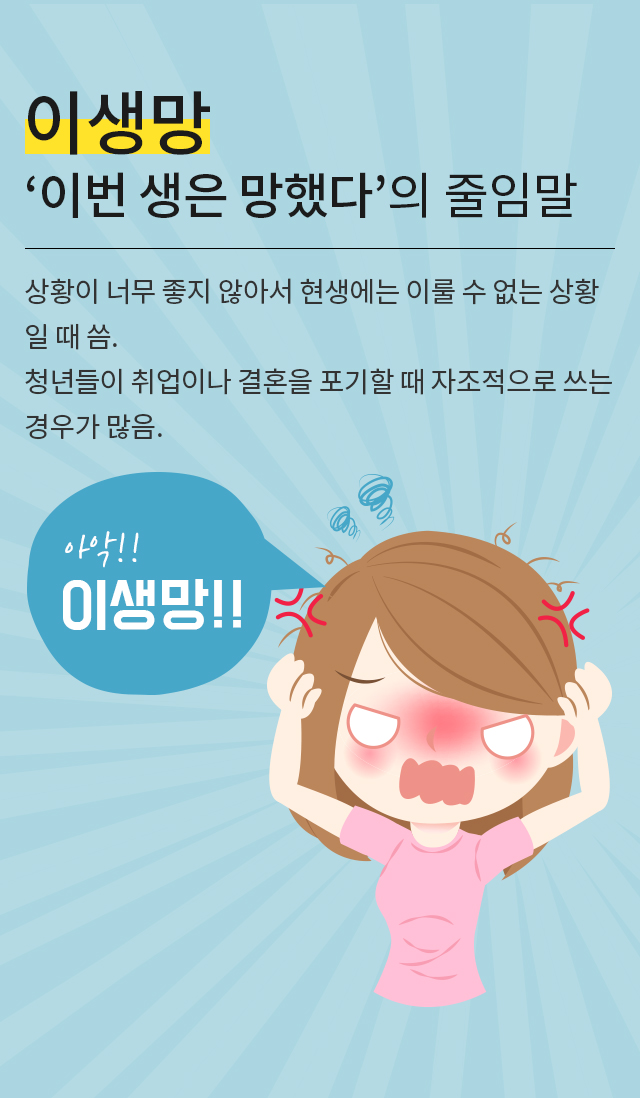 이생망
‘이번 생은 망했다’의 줄임말
상황이 너무 좋지 않아서 현생에는 이룰 수 없는 상황
일 때 씀.
청년들이 취업이나 결혼을 포기할 때 자조적으로 쓰는
경우가 많음.
아악!!
이생망!!